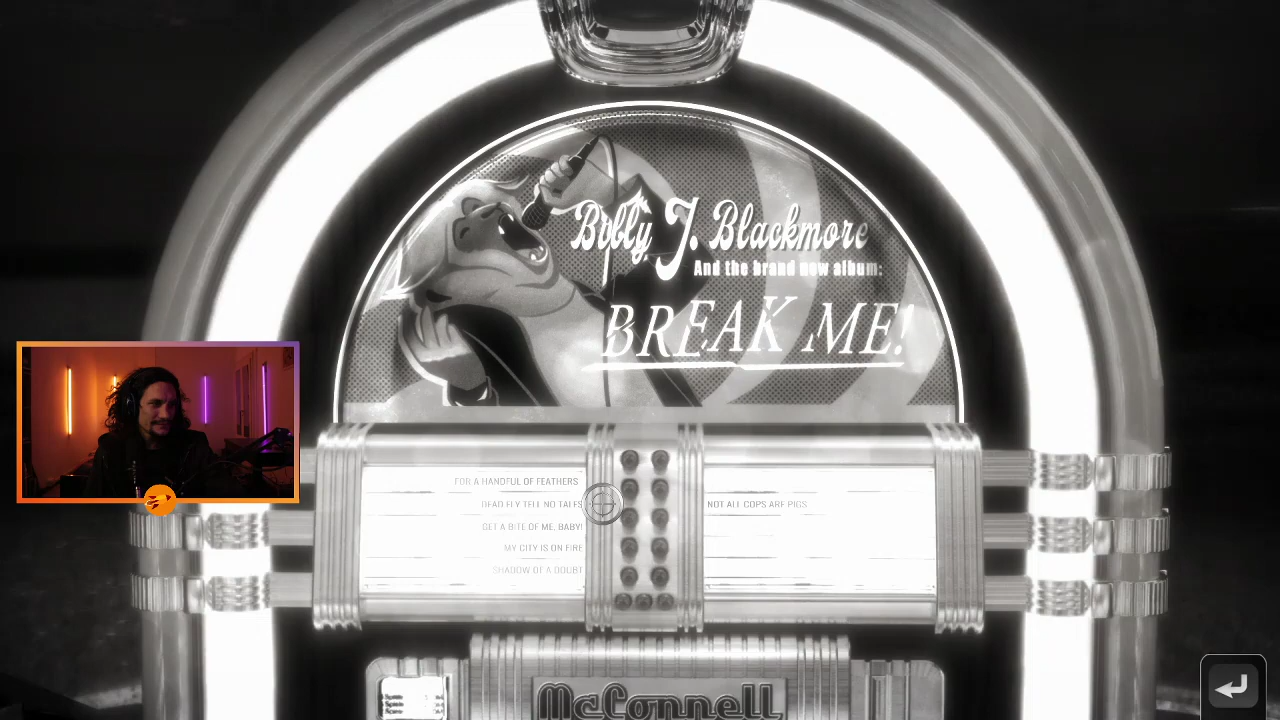 Billy J. Blackmore
And the brand new album:
BREAK ME!
FOR A HANDFUL OF FEATHERS
DEAD FLY TELL NO TALES
GET A BITE OF ME, BABY!
MY CITY IS ON FIRE
SHADOW OF A DOUBT
NOT ALL COPS ARE PIGS
McConnell